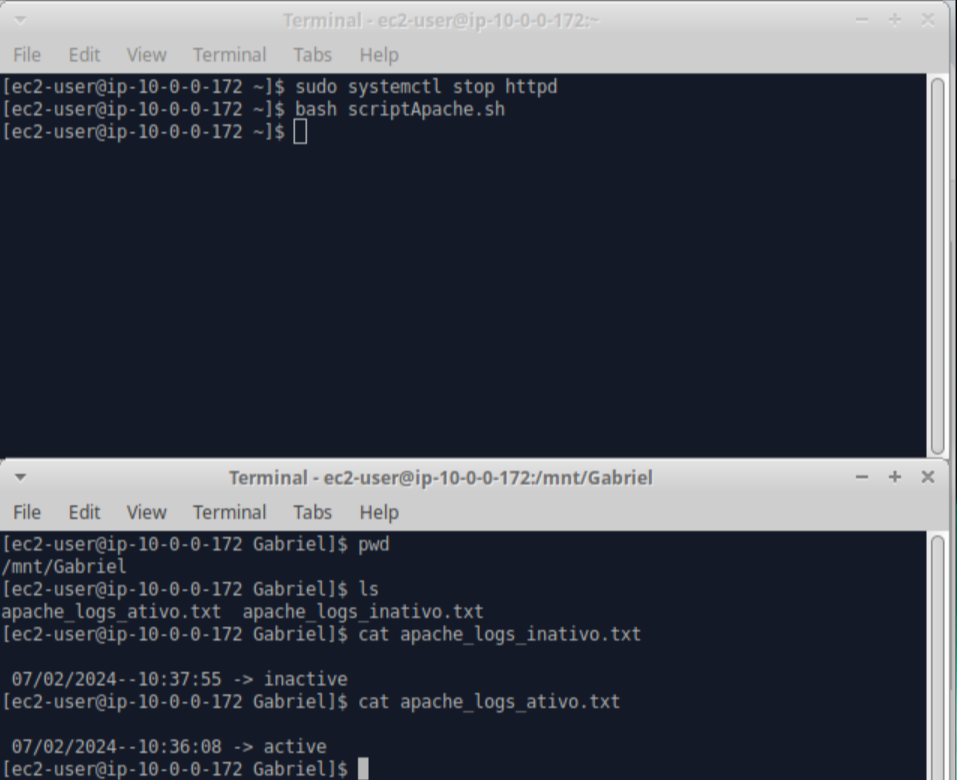 Terminal - ec2-user@ip-10-0-0-172:~
File Edit View Terminal Tabs Help
[ec2-user@ip-10-0-0-172 ~]$ sudo systemctl stop httpd
[ec2-user@ip-10-0-0-172 ~]$ bash scriptApache.sh
[ec2-user@ip-10-0-0-172 ~]$
Terminal - ec2-user@ip-10-0-0-172:/mnt/Gabriel
File Edit View Terminal Tabs Help
[ec2-user@ip-10-0-0-172 Gabriel]$ pwd
/mnt/Gabriel
[ec2-user@ip-10-0-0-172 Gabriel]$ ls
apache_logs_ativo.txt  apache_logs_inativo.txt
[ec2-user@ip-10-0-0-172 Gabriel]$ cat apache_logs_inativo.txt
07/02/2024--10:37:55 -> inactive
[ec2-user@ip-10-0-0-172 Gabriel]$ cat apache_logs_ativo.txt
07/02/2024--10:36:08 -> active
[ec2-user@ip-10-0-0-172 Gabriel]$